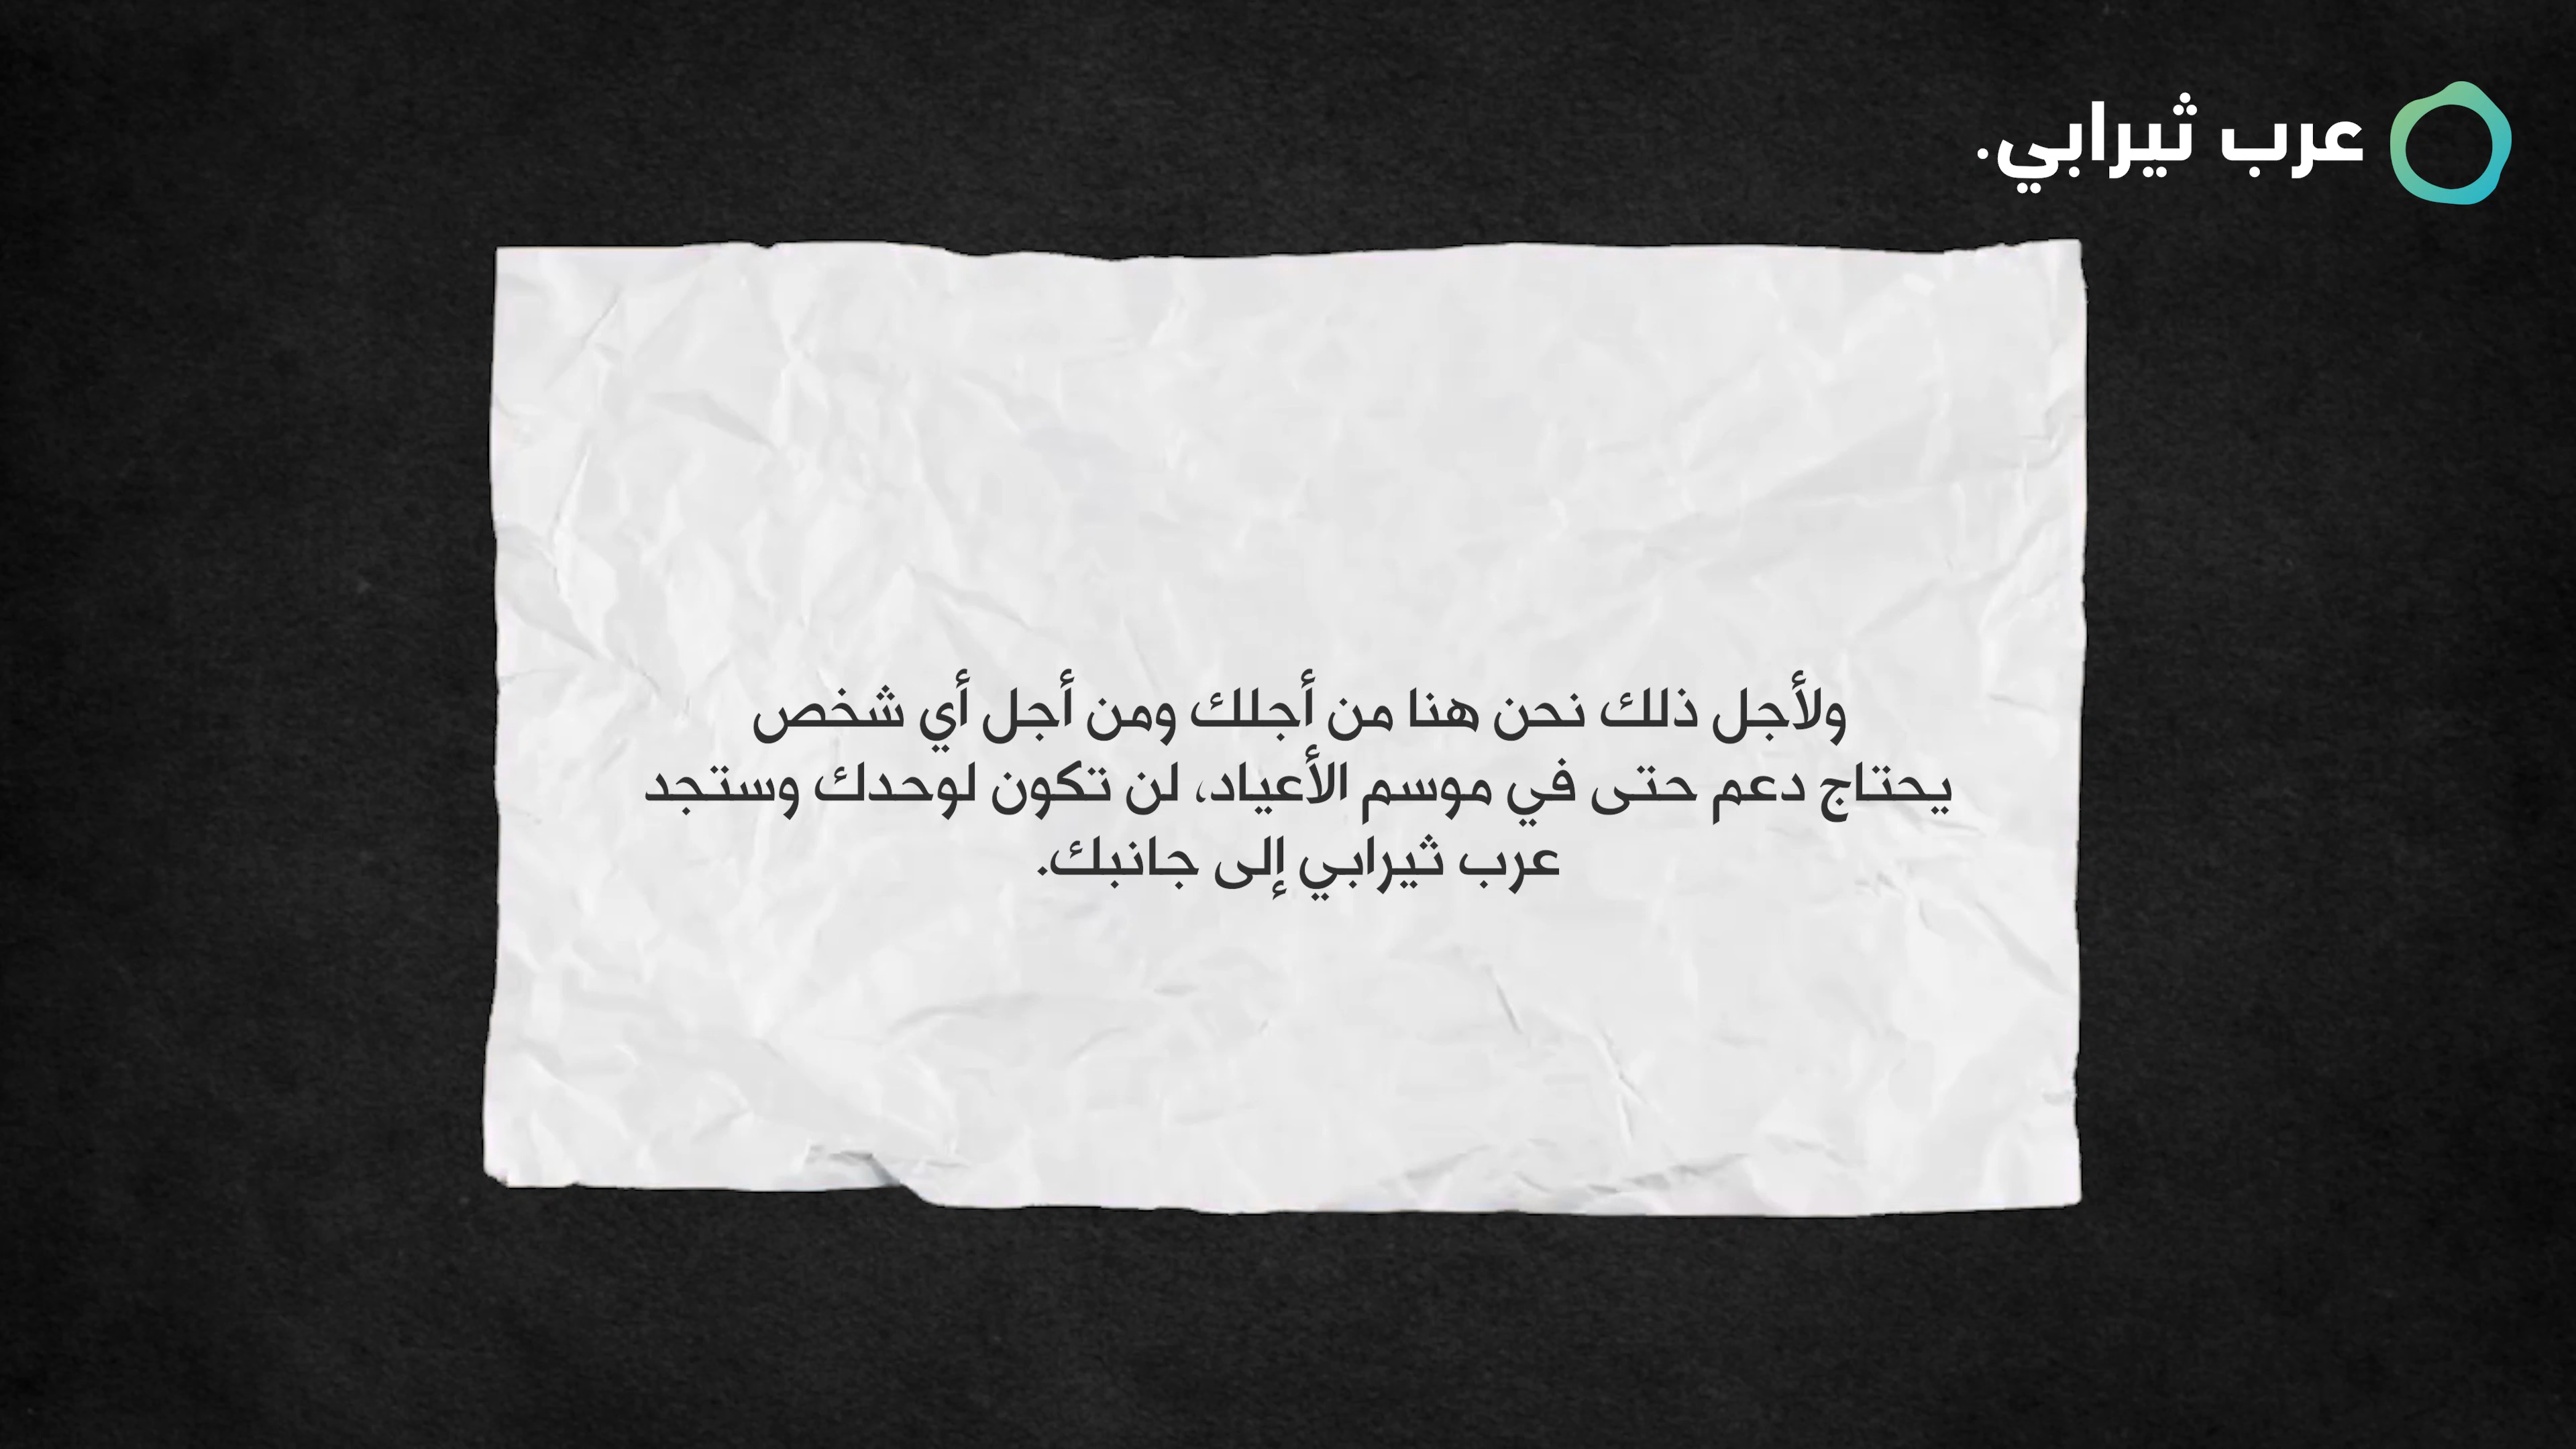 عرب ثيرابي.
ولأجل ذلك نحن هنا من أجلك ومن أجل أي شخص
يحتاج دعم حتى في موسم الأعياد، لن تكون لوحدك وستجد
عرب ثيرابي إلى جانبك.